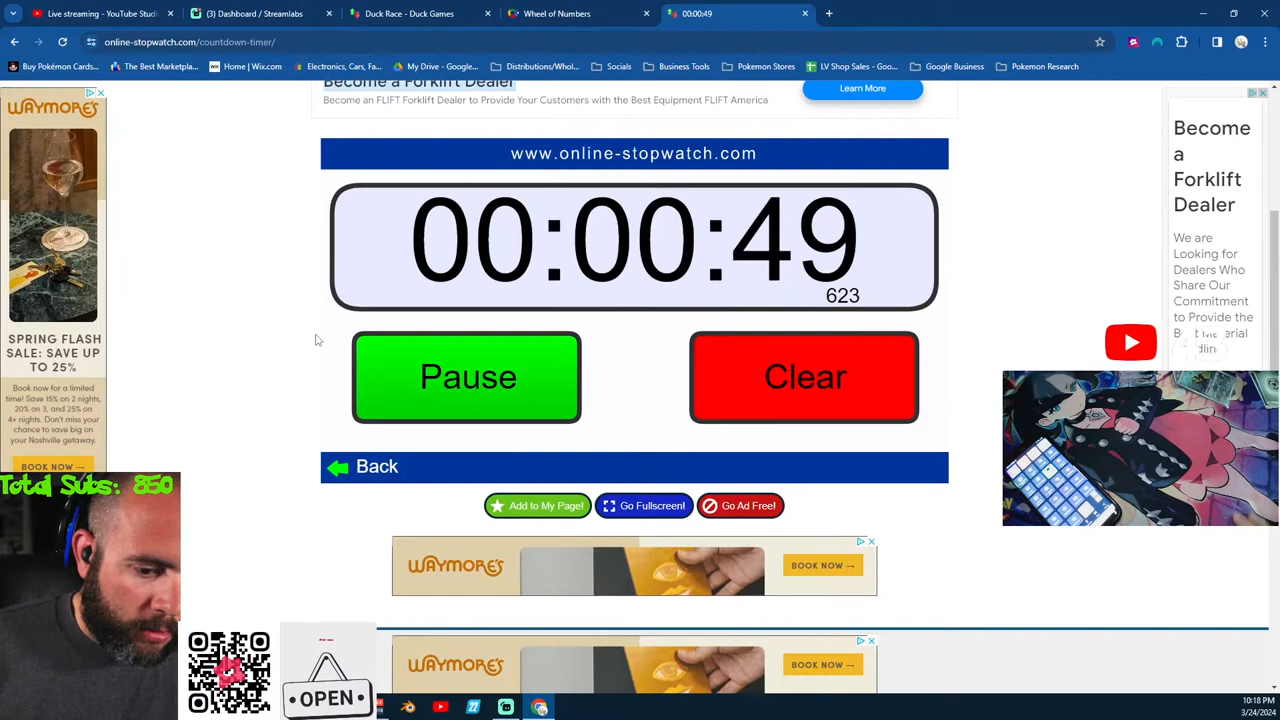 Live streaming - YouTube Studi
(3) Dashboard / Streamlabs
Duck Race - Duck Games
Wheel of Numbers
00:00:49
online-stopwatch.com/countdown-timer/
Buy Pokémon Cards...
The Best Marketpla...
Home | Wix.com
Electronics, Cars, Fa...
My Drive - Google...
Distributions/Whol...
Socials
Business Tools
Pokemon Stores
LV Shop Sales - Goo...
Google Business
Pokemon Research
Become a Forklift Dealer
Become an FLIFT Forklift Dealer to Provide Your Customers with the Best Equipment FLIFT America
Learn More
www.online-stopwatch.com
00:00:49
623
Pause
Clear
Back
Add to My Page!
Go Fullscreen!
Go Ad Free!
WAYMORE'S
BOOK NOW →
WAYMORE'S
BOOK NOW →
WAYMORE'S
SPRING FLASH
SALE: SAVE UP
TO 25%
Book now for a limited
time! Save 15% on 2 nights,
20% on 3, and 25% on
4+ nights. Don't miss your
chance to save big on
your Nashville getaway.
BOOK NOW →
Become
a
Forklift
Dealer
We are
Looking for
Dealers Who
Share Our
Commitment
to Provide the
Total Subs: 850
OPEN
10:18 PM
3/24/2024